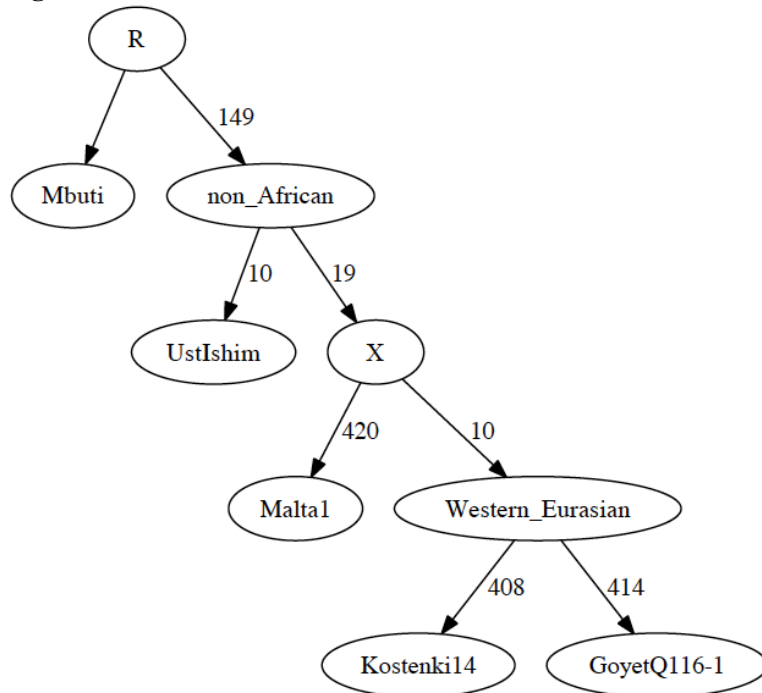 R
149
Mbuti
non_African
10
19
UstIshim
X
420
10
Malta1
Western_Eurasian
408
414
Kostenki14
GoyetQ116-1